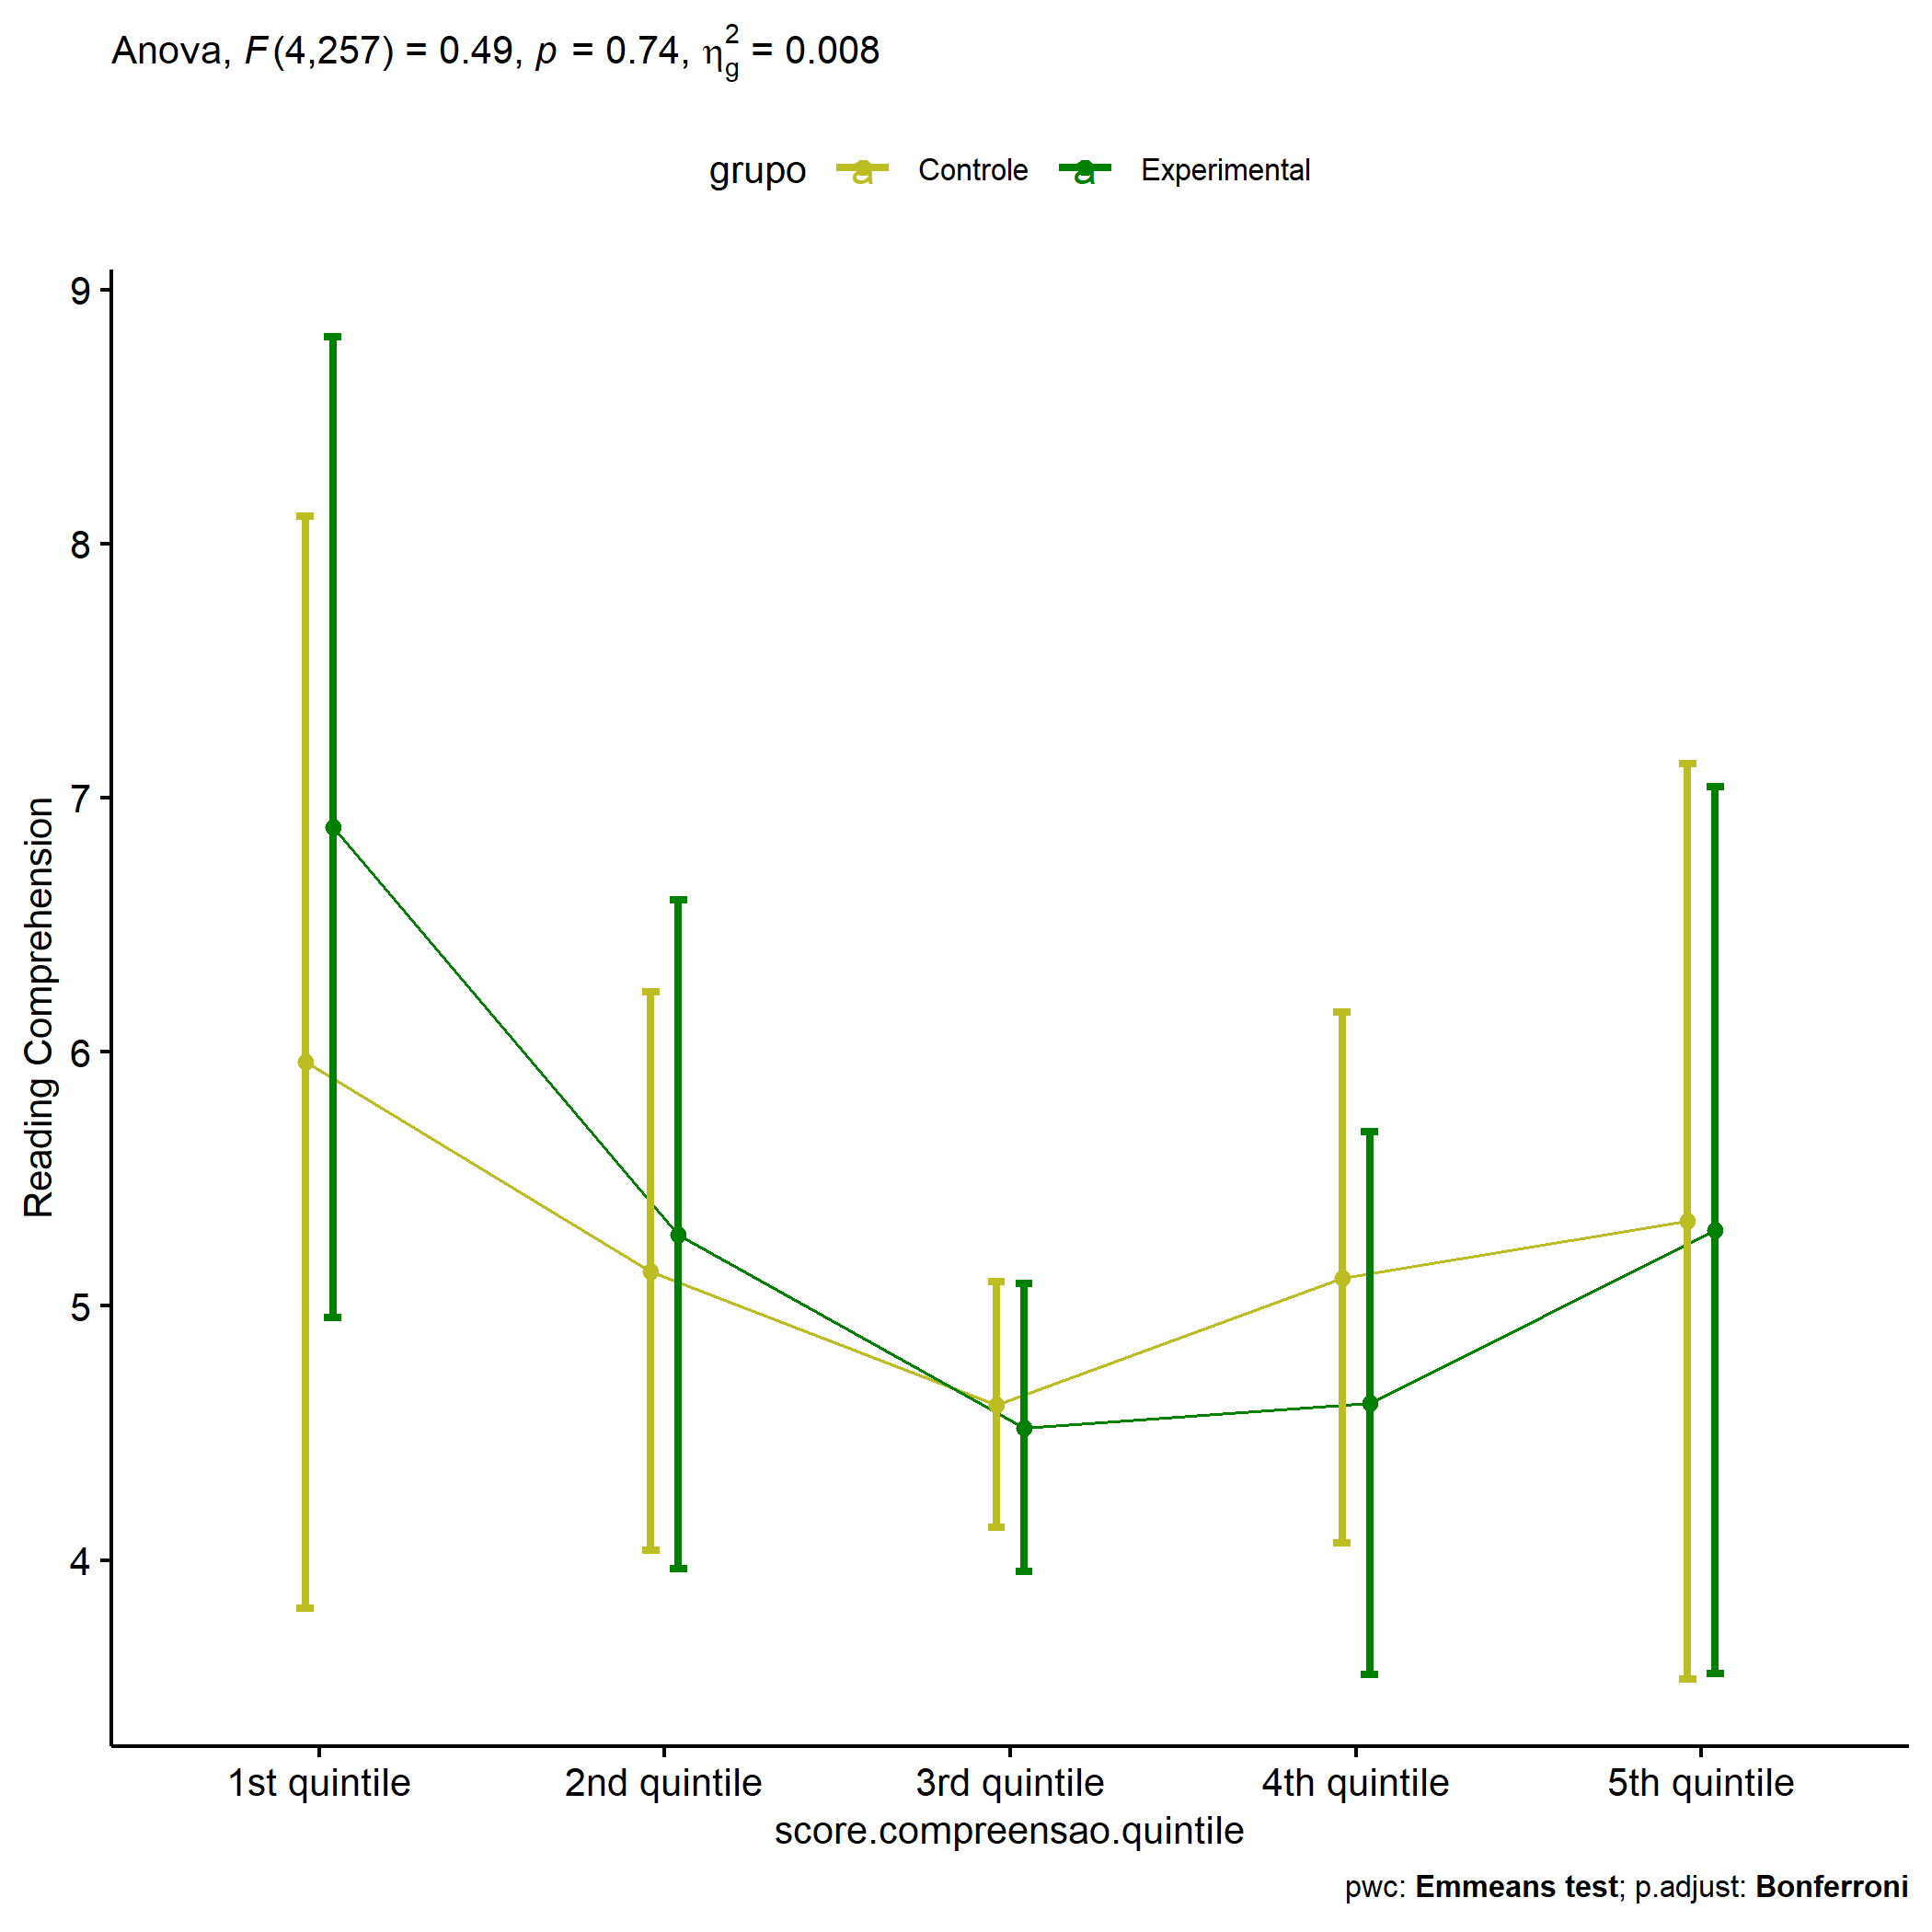 Anova, F(4,257) = 0.49, p = 0.74, η²g = 0.008
grupo a Controle a Experimental
9
8
7
6
5
4
Reading Comprehension
1st quintile 2nd quintile 3rd quintile 4th quintile 5th quintile
score.compreensao.quintile
pwc: Emmeans test; p.adjust: Bonferroni